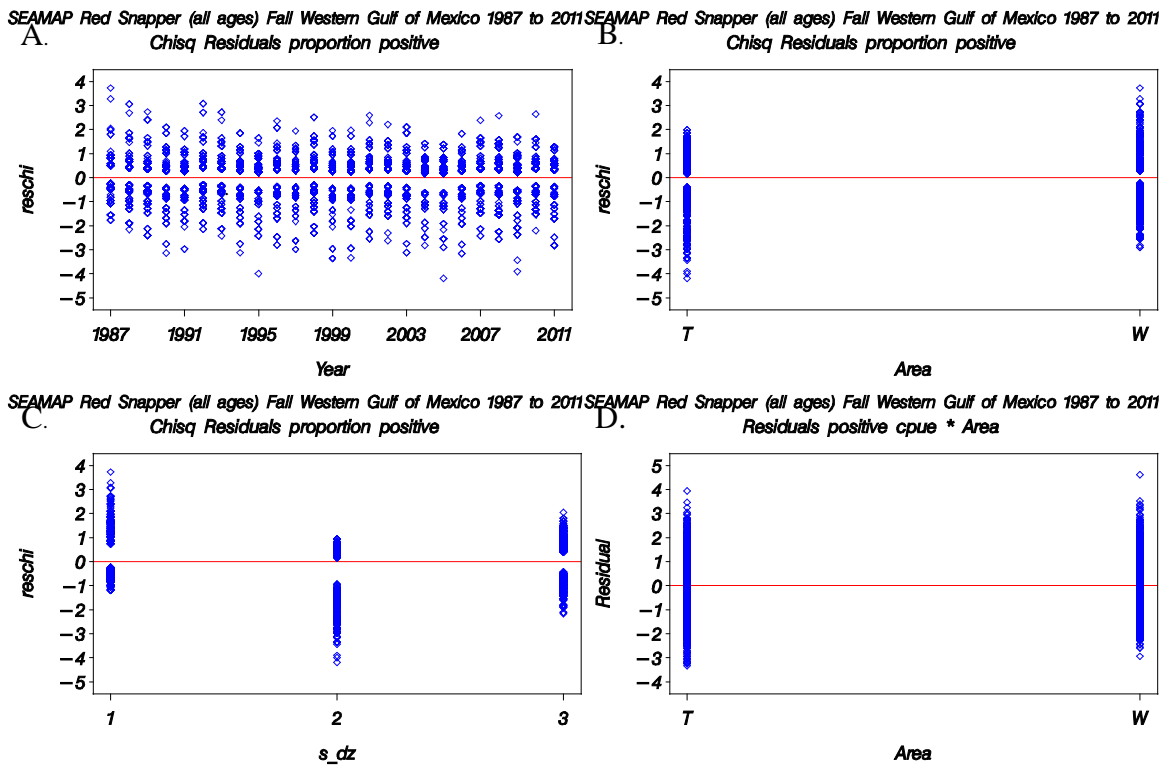 SEAMAP Red Snapper (all ages) Fall Western Gulf of Mexico 1987 to 2011
A.
Chisq Residuals proportion positive
4
3
2
1
0
−1
−2
−3
−4
−5
reschi
1987 1991 1995 1999 2003 2007 2011
Year
SEAMAP Red Snapper (all ages) Fall Western Gulf of Mexico 1987 to 2011
B.
Chisq Residuals proportion positive
4
3
2
1
0
−1
−2
−3
−4
−5
reschi
T W
Area
SEAMAP Red Snapper (all ages) Fall Western Gulf of Mexico 1987 to 2011
C.
Chisq Residuals proportion positive
4
3
2
1
0
−1
−2
−3
−4
−5
reschi
1 2 3
s_dz
SEAMAP Red Snapper (all ages) Fall Western Gulf of Mexico 1987 to 2011
D.
Residuals positive cpue * Area
5
4
3
2
1
0
−1
−2
−3
−4
Residual
T W
Area